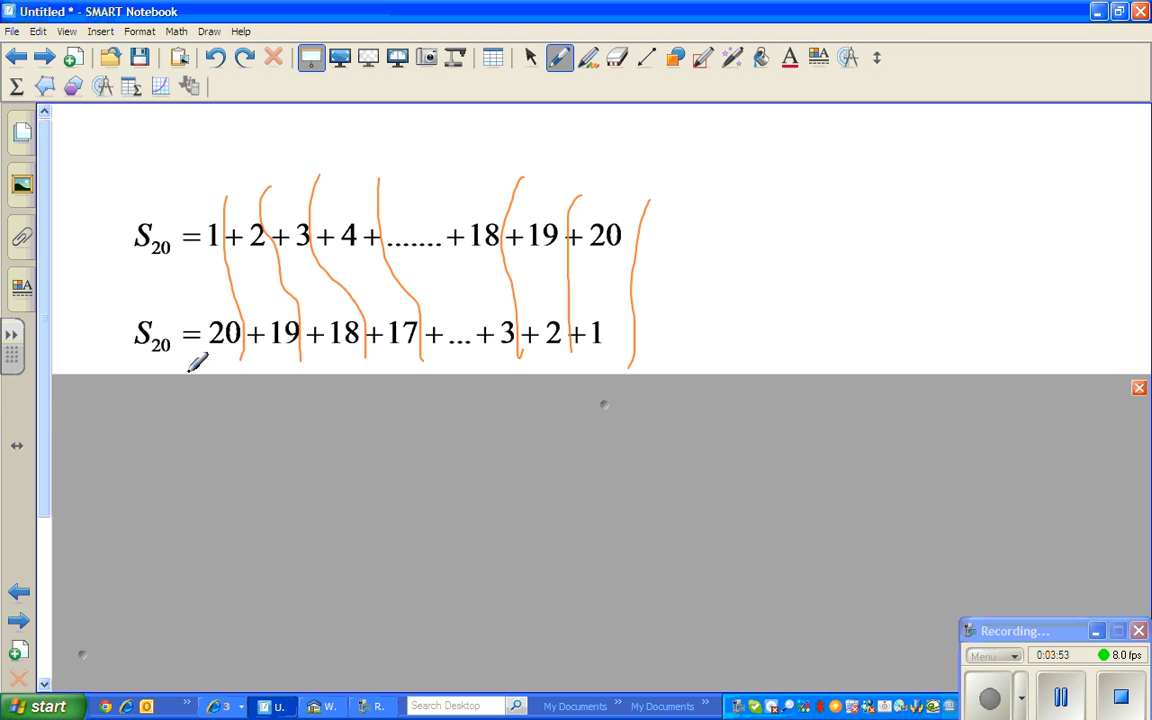 Untitled * - SMART Notebook
File Edit View Insert Format Math Draw Help
S20 = 1 + 2 + 3 + 4 + ....... + 18 + 19 + 20
S20 = 20 + 19 + 18 + 17 + ... + 3 + 2 + 1
Recording...
Menu 0:03:53 8.0 fps
start 3 U. W. R. Search Desktop My Documents » My Documents »